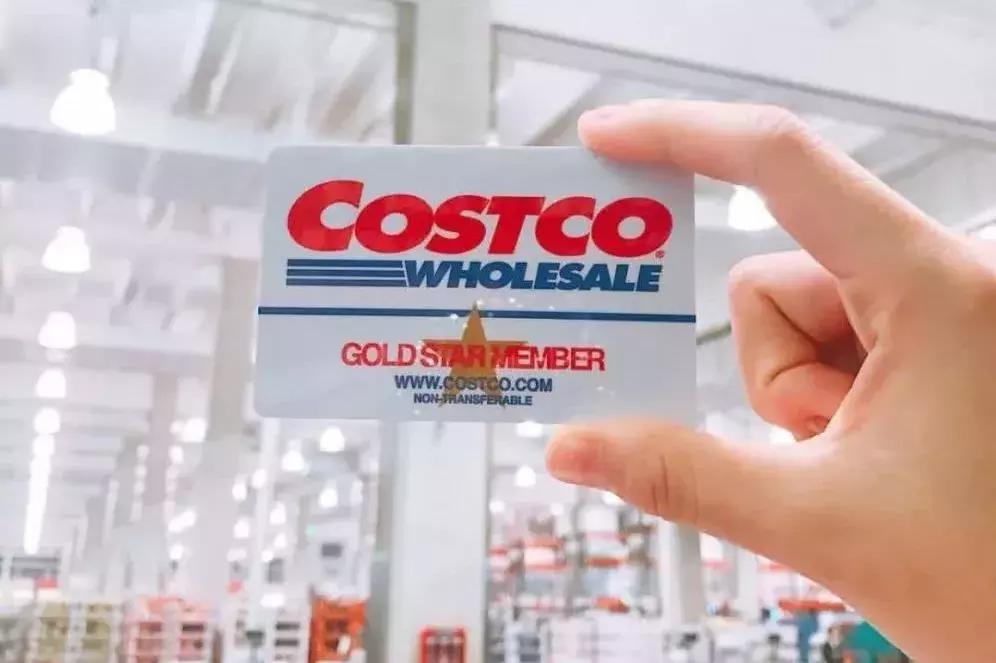 COSTCO®
WHOLESALE
GOLD STAR MEMBER
WWW.COSTCO.COM
NON-TRANSFERABLE